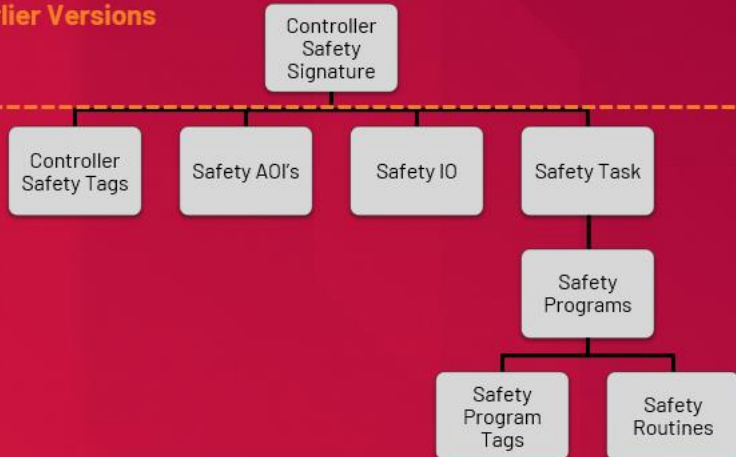 lier Versions
Controller
Safety
Signature
Controller
Safety Tags
Safety AOI's
Safety IO
Safety Task
Safety
Programs
Safety
Program
Tags
Safety
Routines